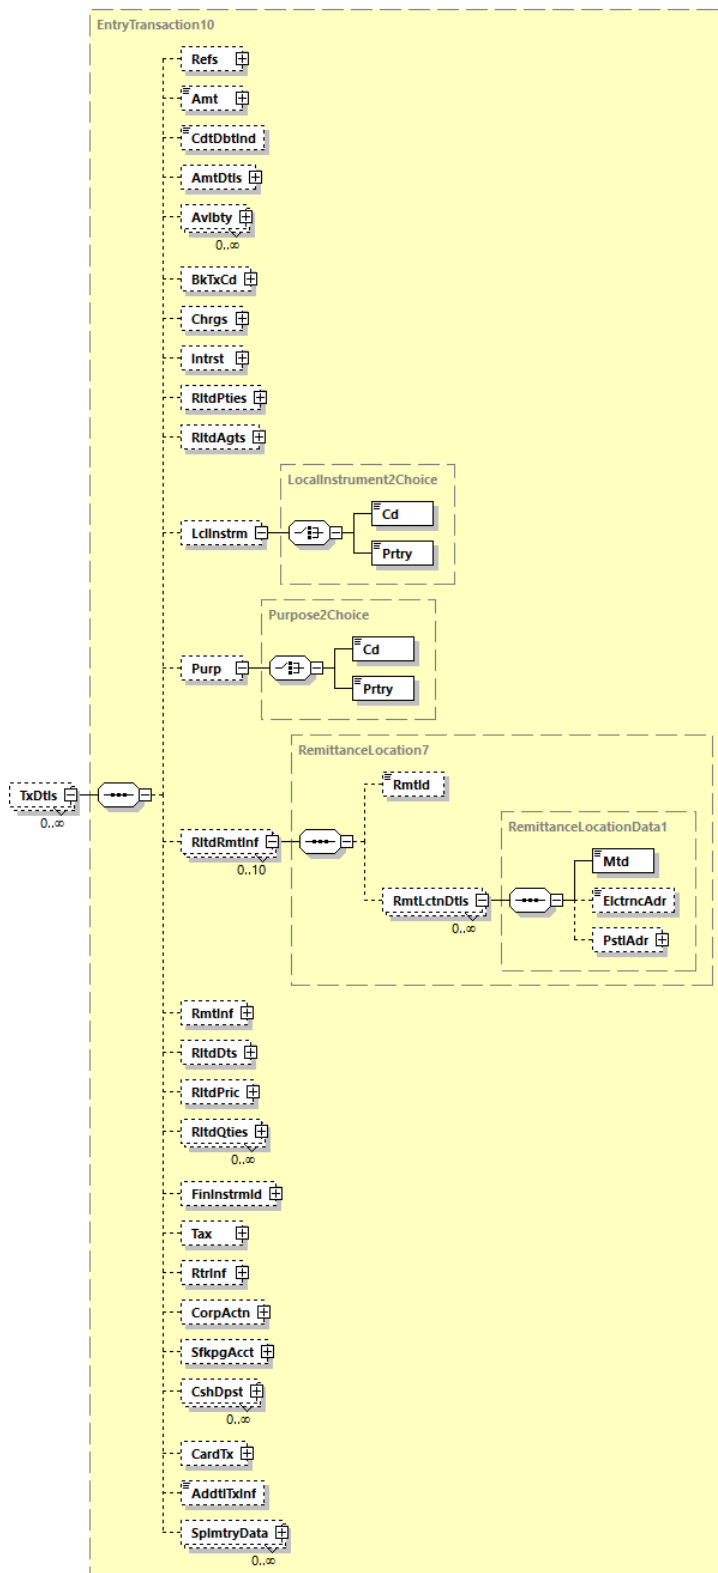 EntryTransaction10
Refs
Amt
CdtDbtInd
AmtDtls
Avlbty
0..∞
BkTxCd
Chrgs
Intrst
RltdPties
RltdAgts
LocalInstrument2Choice
LclInstrm
Cd
Prtry
Purpose2Choice
Purp
Cd
Prtry
TxDtls
0..∞
RemittanceLocation7
RltdRmtInf
0..10
RmtId
RmtLctnDtls
0..∞
RemittanceLocationData1
Mtd
ElctrncAdr
PstlAdr
RmtInf
RltdDts
RltdPric
RltdQties
0..∞
FinInstrmId
Tax
RtrInf
CorpActn
SfkpgAcct
CshDpst
0..∞
CardTx
AddtlTxInf
SplmtryData
0..∞